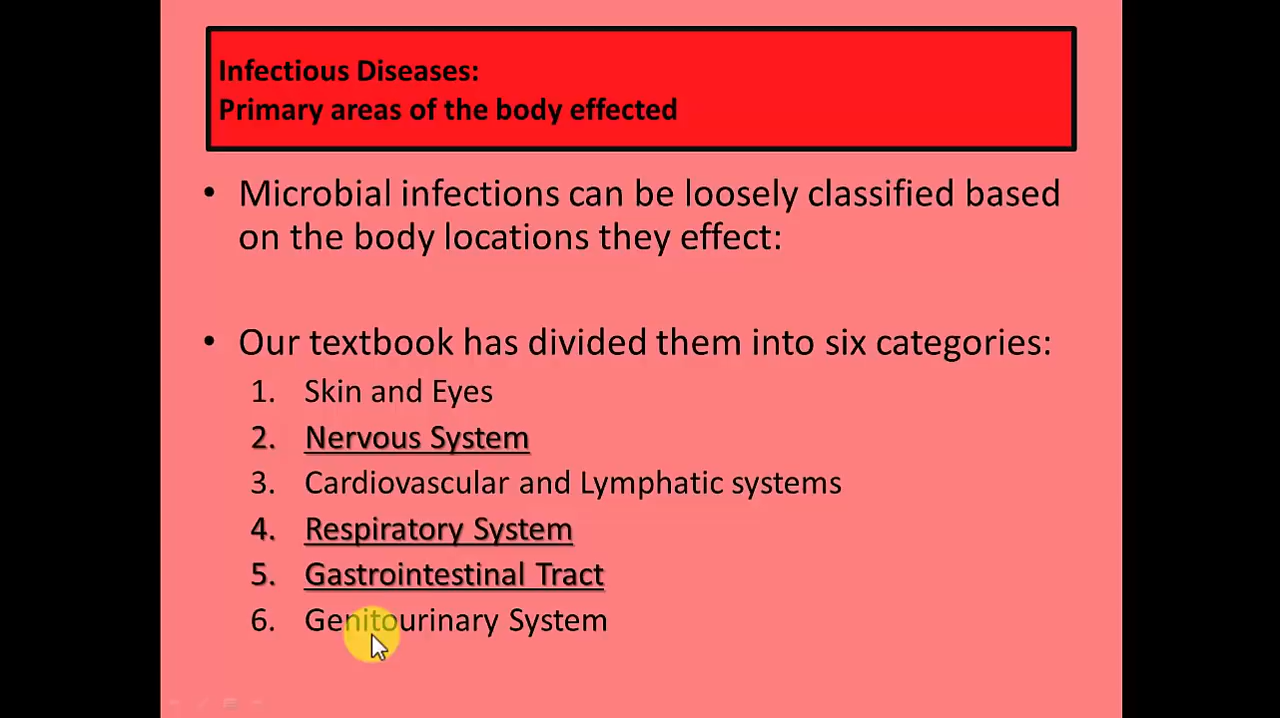 Infectious Diseases:
Primary areas of the body effected
• Microbial infections can be loosely classified based
on the body locations they effect:
• Our textbook has divided them into six categories:
1. Skin and Eyes
2. Nervous System
3. Cardiovascular and Lymphatic systems
4. Respiratory System
5. Gastrointestinal Tract
6. Genitourinary System